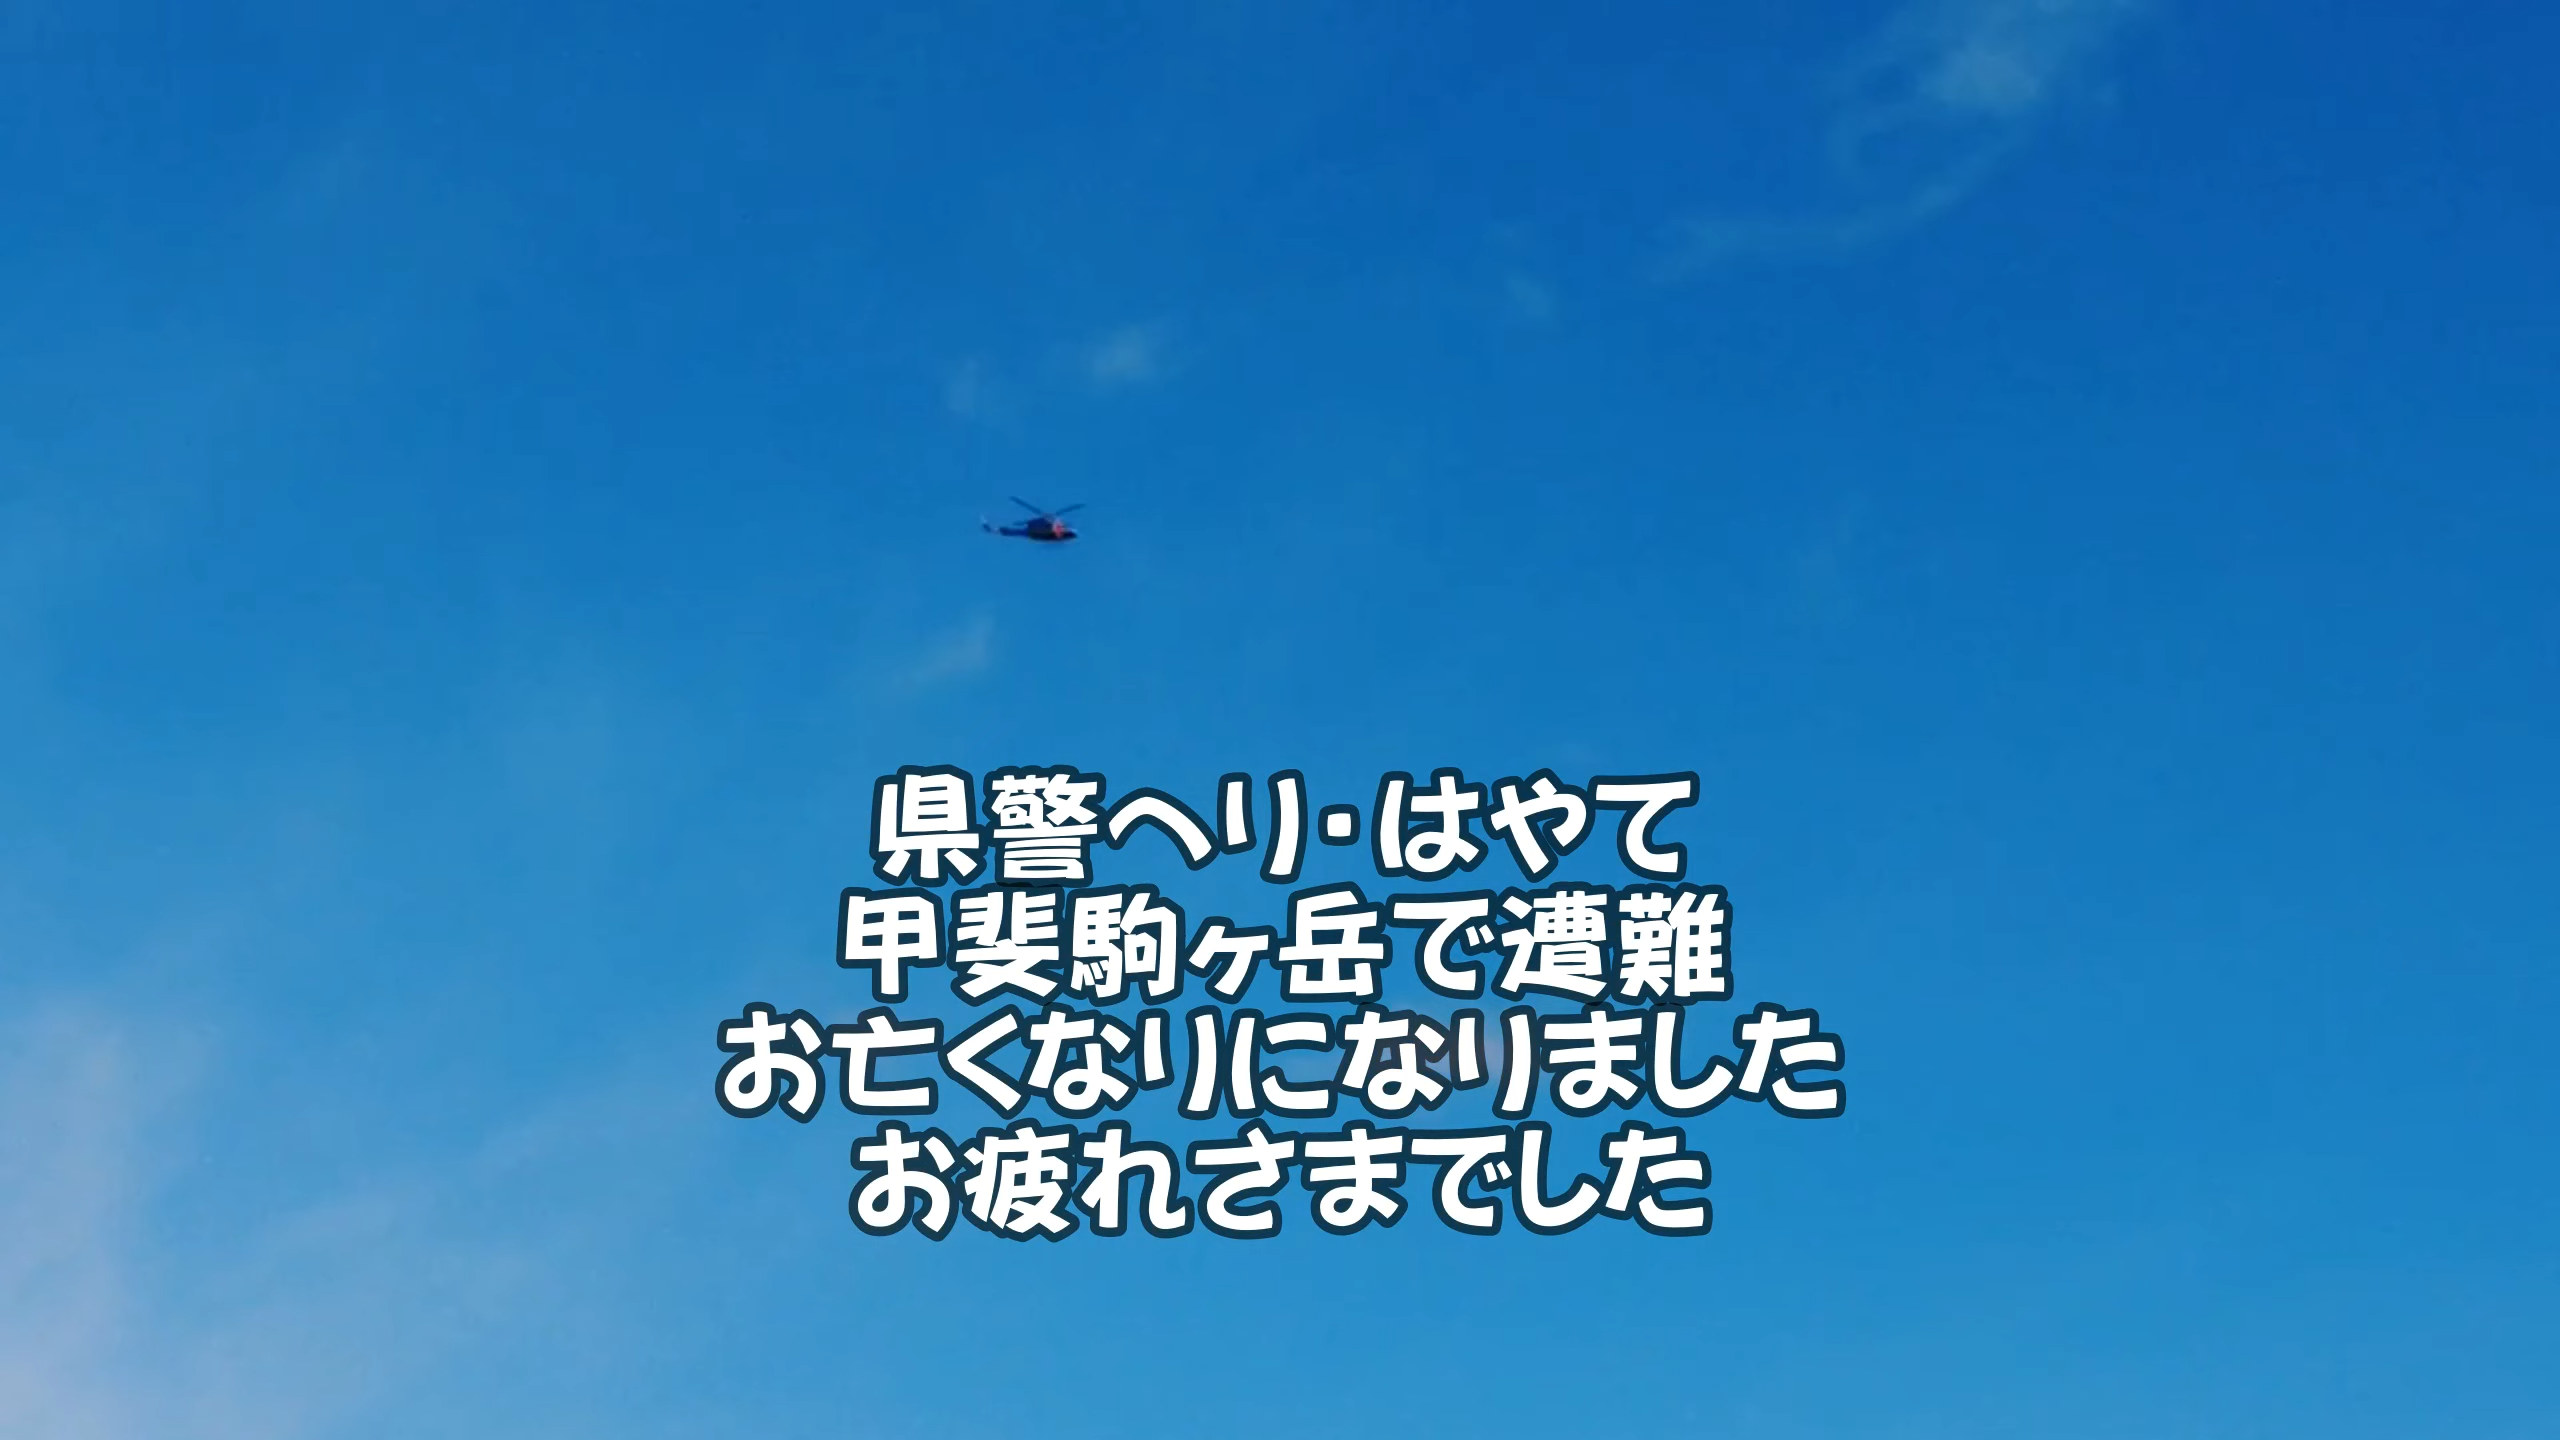 県警ヘリ・はやて
甲斐駒ヶ岳で遭難
お亡くなりになりました
お疲れさまでした